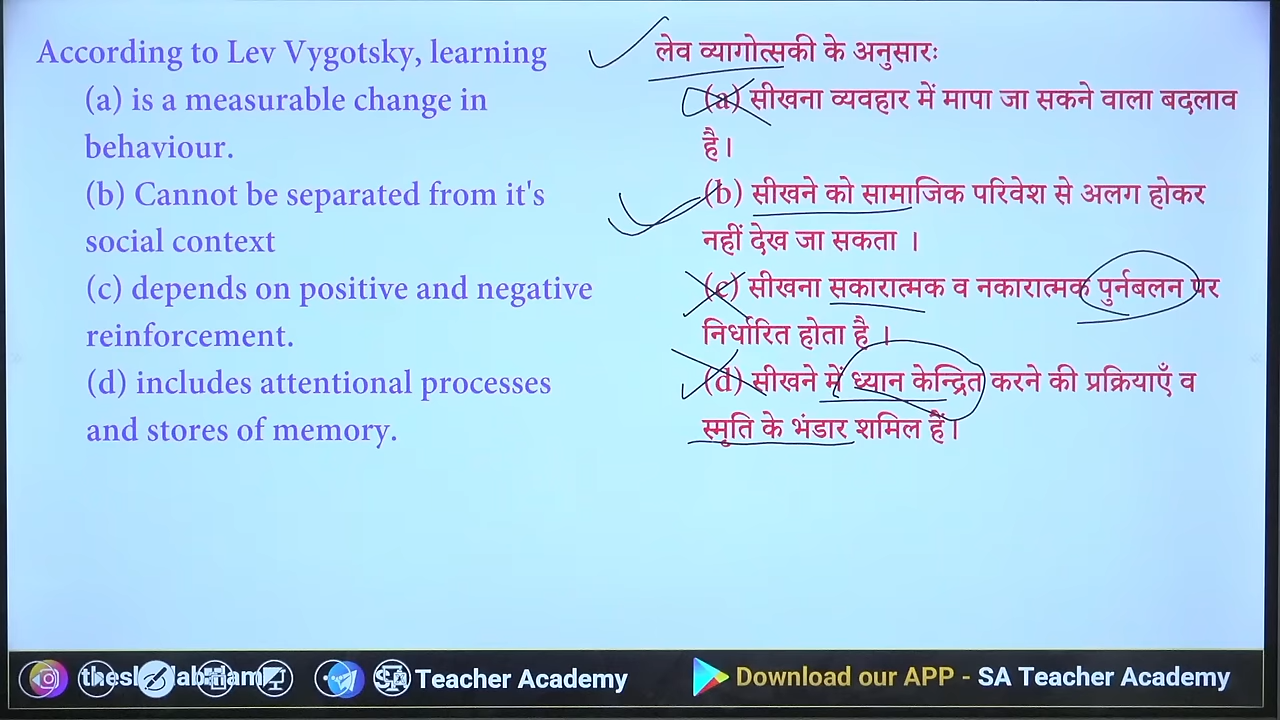 According to Lev Vygotsky, learning
(a) is a measurable change in
behaviour.
(b) Cannot be separated from it's
social context
(c) depends on positive and negative
reinforcement.
(d) includes attentional processes
and stores of memory.
लेव व्यागोत्सकी के अनुसारः
(a) सीखना व्यवहार में मापा जा सकने वाला बदलाव
है।
(b) सीखने को सामाजिक परिवेश से अलग होकर
नहीं देख जा सकता ।
(c) सीखना सकारात्मक व नकारात्मक पुर्नबलन पर
निर्धारित होता है ।
(d) सीखने में ध्यान केन्द्रित करने की प्रक्रियाएँ व
स्मृति के भंडार शमिल हैं।
SA Teacher Academy
Download our APP - SA Teacher Academy